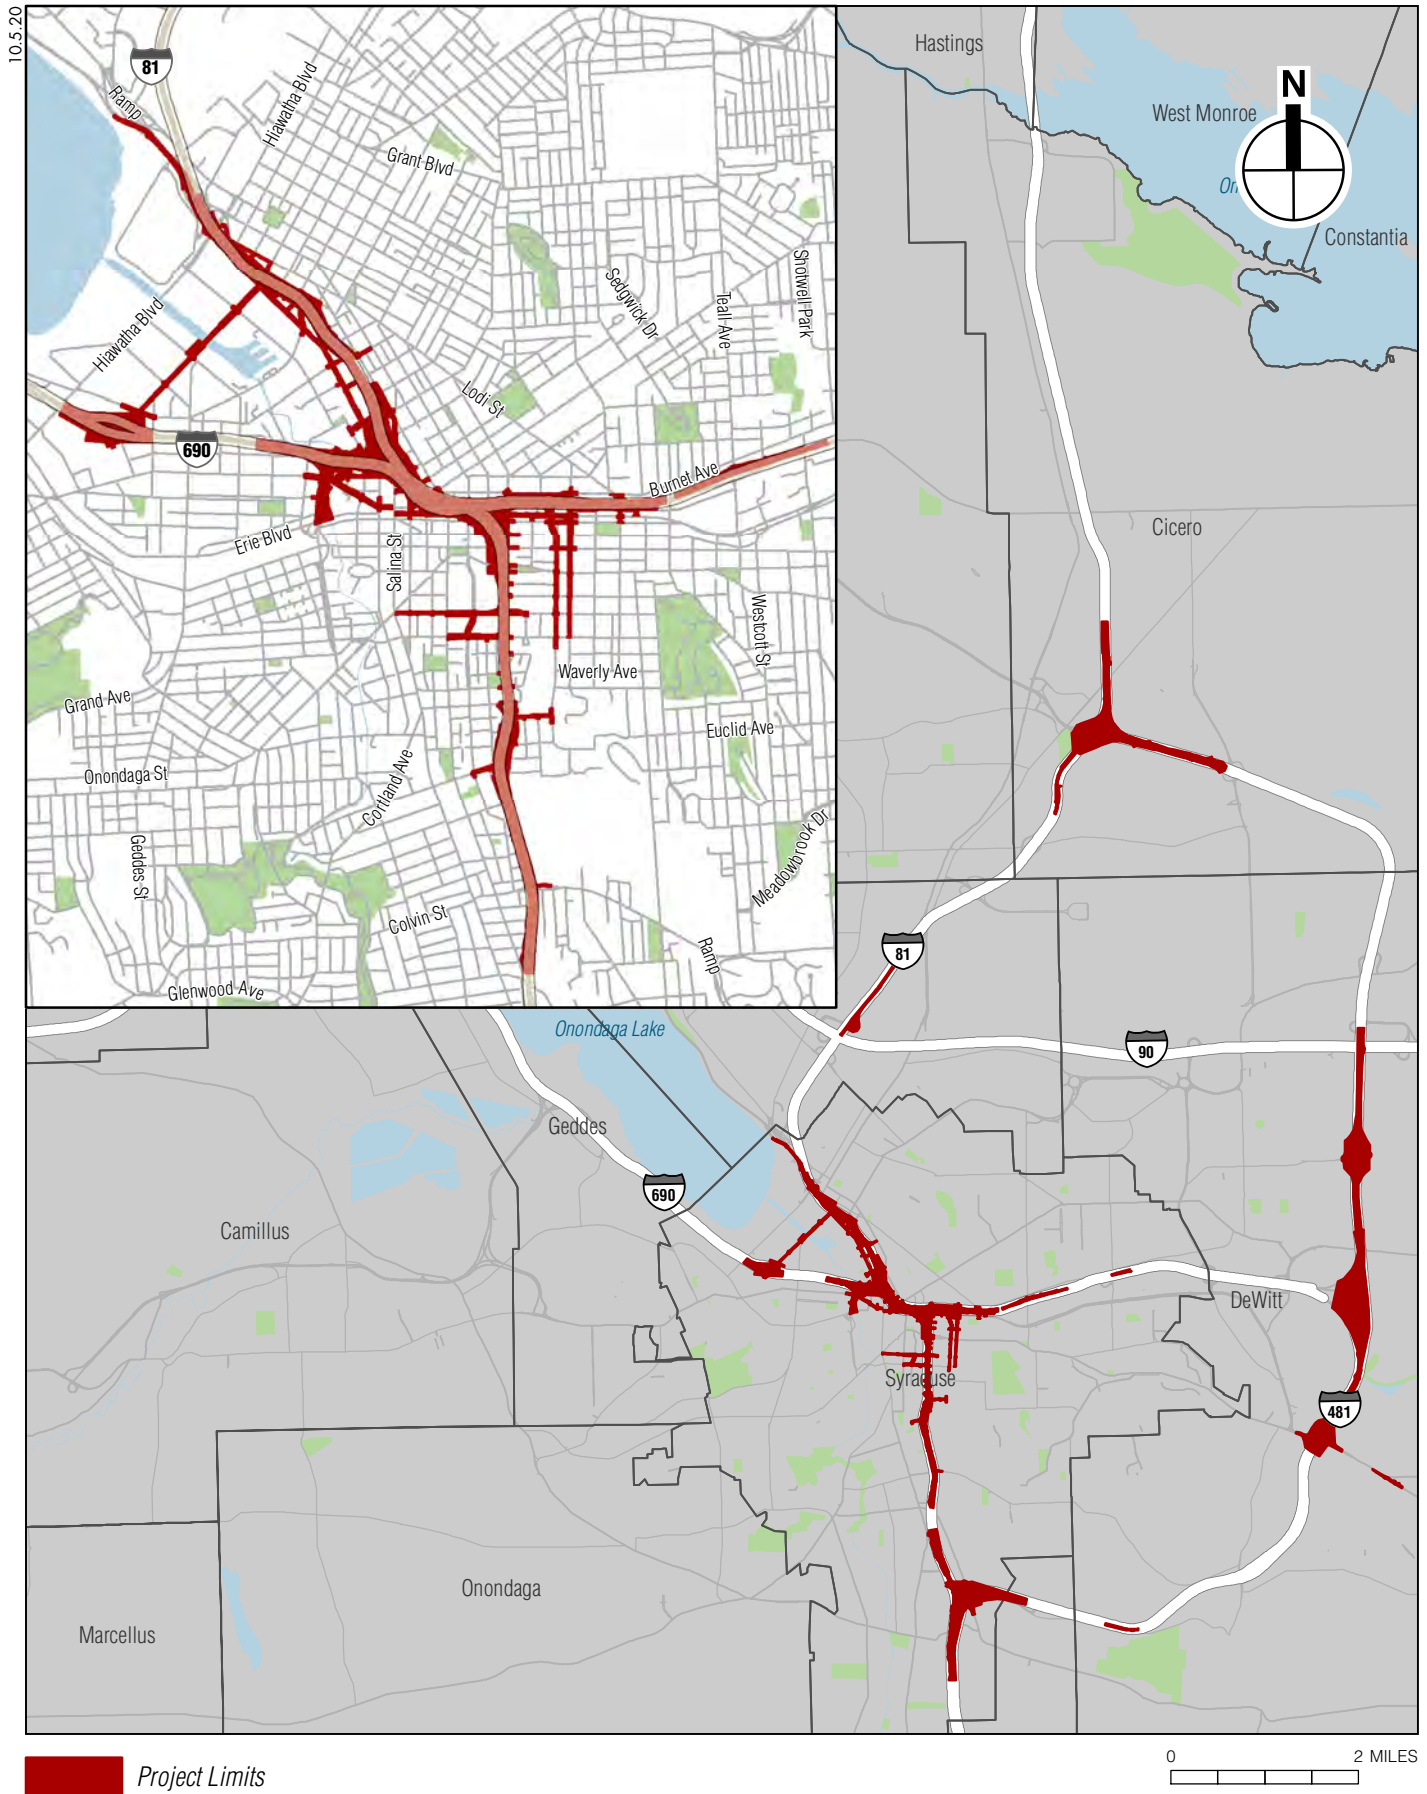 10.5.20
81
Ramp
Hiawatha Blvd
Grant Blvd
Hiawatha Blvd
Sedgwick Dr
Teall Ave
Shotwell Park
Lodi St
690
Burnet Ave
Erie Blvd
Salina St
Westcott St
Waverly Ave
Grand Ave
Euclid Ave
Onondaga St
Cortland Ave
Geddes St
Meadowbrook Dr
Colvin St
Ramp
Glenwood Ave
Hastings
N
West Monroe
Constantia
Cicero
81
90
Onondaga Lake
Geddes
690
Camillus
DeWitt
Syracuse
481
Onondaga
Marcellus
Project Limits
0 2 MILES